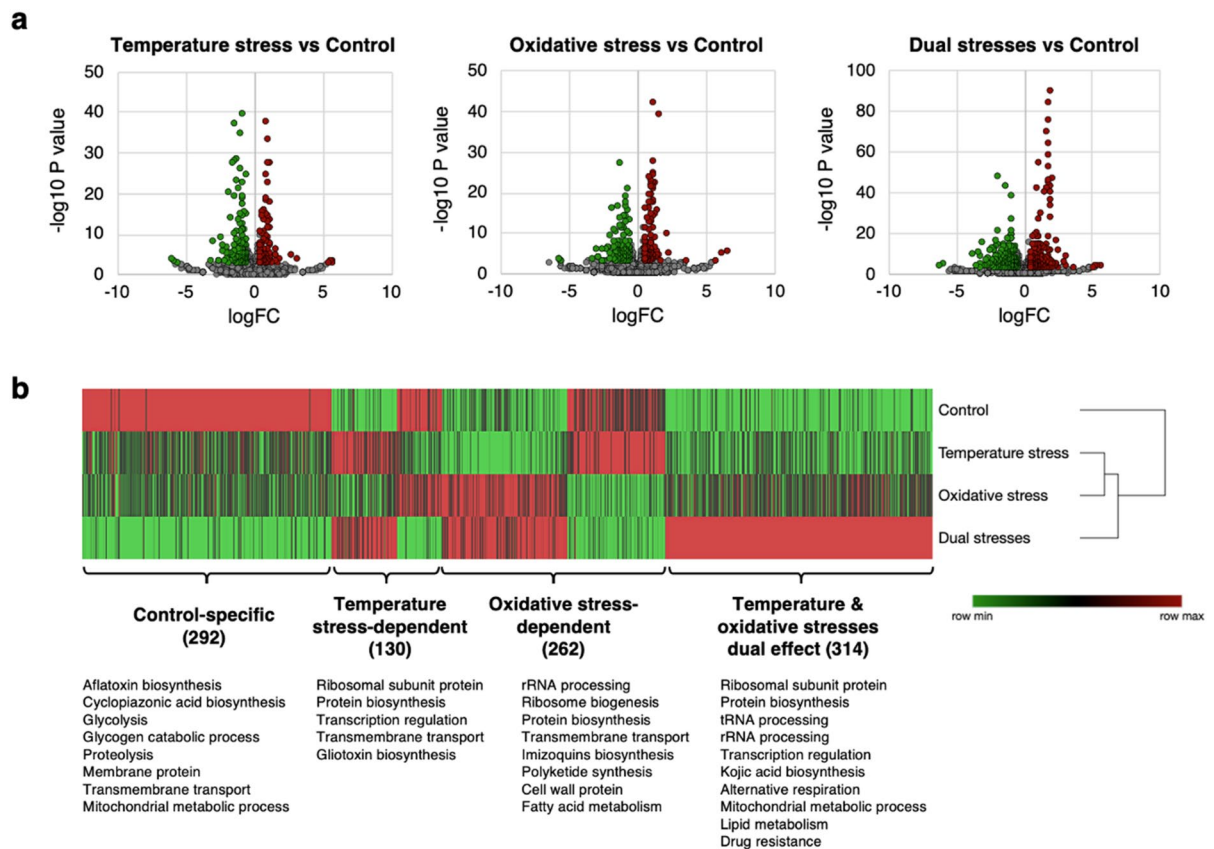 a
Temperature stress vs Control
50
40
30
20
10
0
-log10 P value
-10
-5
0
5
10
logFC
Oxidative stress vs Control
50
40
30
20
10
0
-log10 P value
-10
-5
0
5
10
logFC
Dual stresses vs Control
100
80
60
40
20
0
-log10 P value
-10
-5
0
5
10
logFC
b
Control
Temperature stress
Oxidative stress
Dual stresses
row min
row max
Control-specific
(292)
Aflatoxin biosynthesis
Cyclopiazonic acid biosynthesis
Glycolysis
Glycogen catabolic process
Proteolysis
Membrane protein
Transmembrane transport
Mitochondrial metabolic process
Temperature
stress-dependent
(130)
Ribosomal subunit protein
Protein biosynthesis
Transcription regulation
Transmembrane transport
Gliotoxin biosynthesis
Oxidative stress-
dependent
(262)
rRNA processing
Ribosome biogenesis
Protein biosynthesis
Transmembrane transport
Imizoquins biosynthesis
Polyketide synthesis
Cell wall protein
Fatty acid metabolism
Temperature &
oxidative stresses
dual effect (314)
Ribosomal subunit protein
Protein biosynthesis
tRNA processing
rRNA processing
Transcription regulation
Kojic acid biosynthesis
Alternative respiration
Mitochondrial metabolic process
Lipid metabolism
Drug resistance